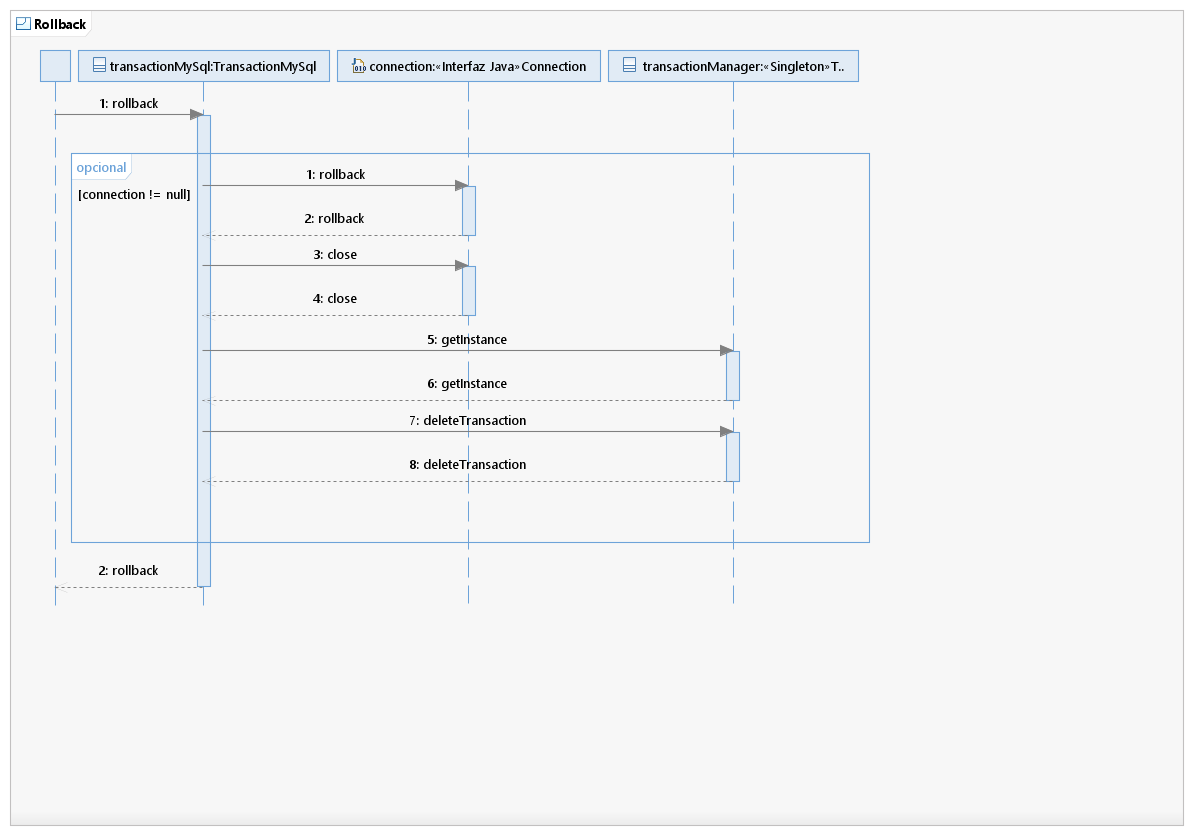 Rollback
transactionMySql:TransactionMySql
connection:«Interfaz Java»Connection
transactionManager:«Singleton»T..
1: rollback
opcional
[connection != null]
1: rollback
2: rollback
3: close
4: close
5: getInstance
6: getInstance
7: deleteTransaction
8: deleteTransaction
2: rollback